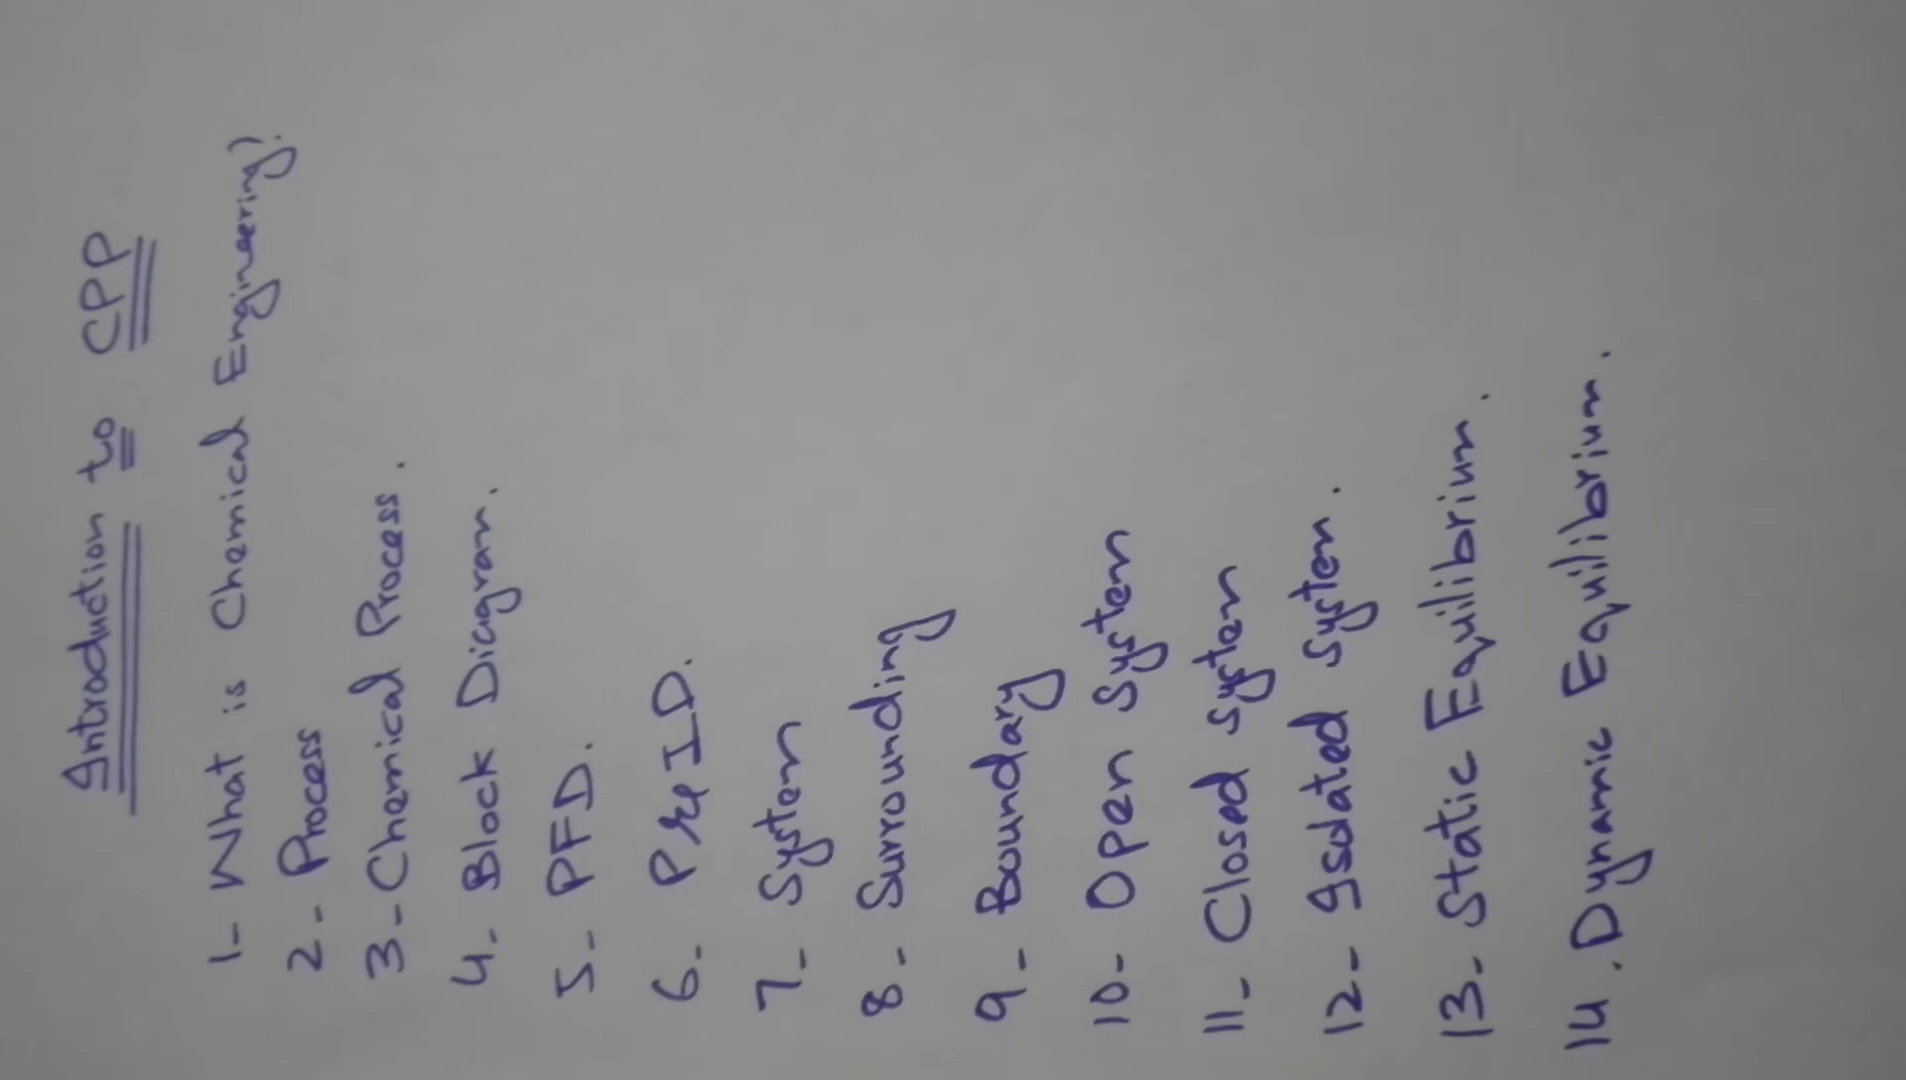 Introduction to CPP
1- What is Chemical Engineering?
2- Process
3- Chemical Process.
4- Block Diagram.
5- PFD.
6- P&ID.
7- System
8- Surrounding
9- Boundary
10- Open System
11- Closed System
12- Isolated System.
13- Static Equilibrium.
14. Dynamic Equilibrium.